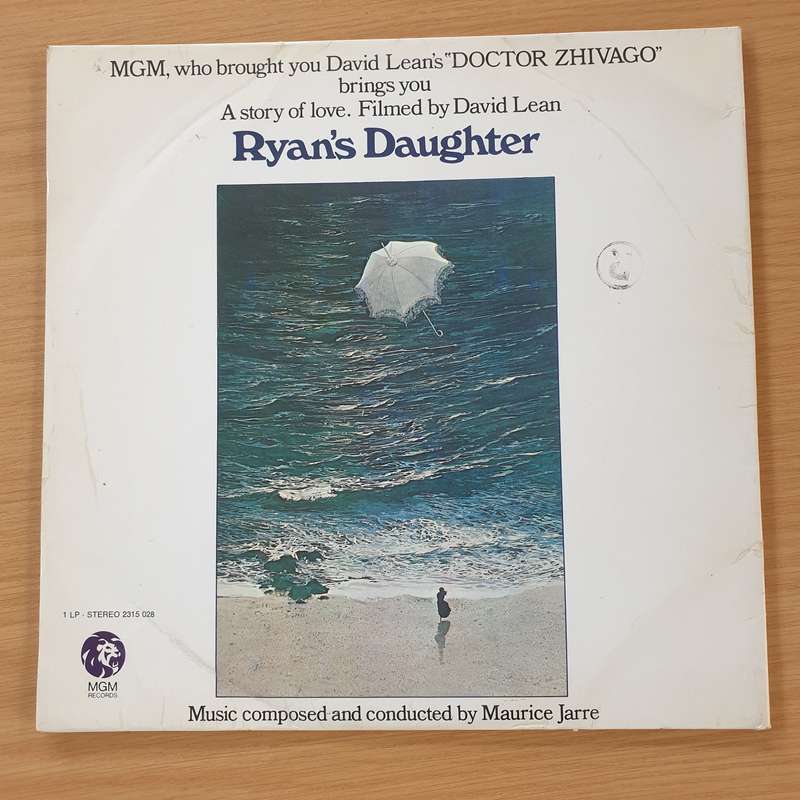 MGM, who brought you David Lean's "DOCTOR ZHIVAGO"
brings you
A story of love. Filmed by David Lean
Ryan's Daughter
1 LP - STEREO 2315 028
MGM
RECORDS
Music composed and conducted by Maurice Jarre